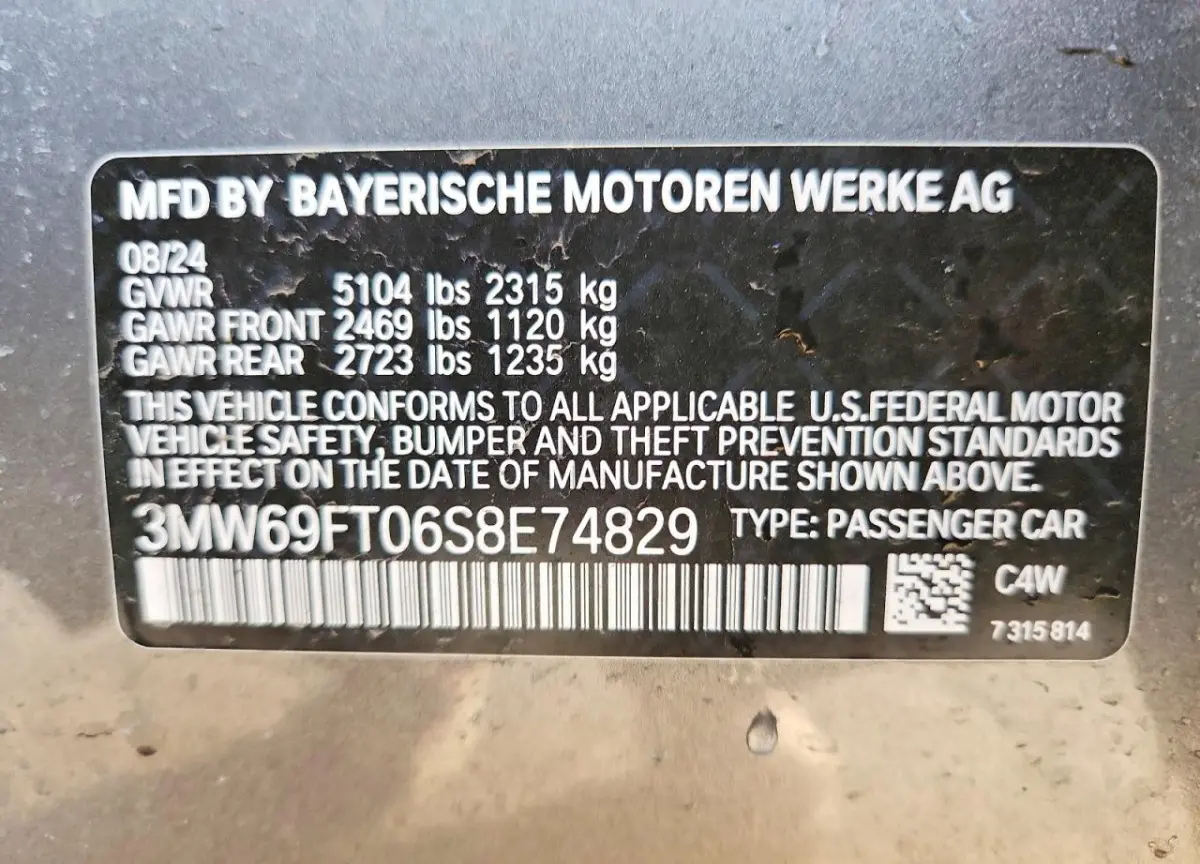 MFD BY BAYERISCHE MOTOREN WERKE AG
08/24
GVWR 5104 lbs 2315 kg
GAWR FRONT 2469 lbs 1120 kg
GAWR REAR 2723 lbs 1235 kg
THIS VEHICLE CONFORMS TO ALL APPLICABLE U.S.FEDERAL MOTOR
VEHICLE SAFETY, BUMPER AND THEFT PREVENTION STANDARDS
IN EFFECT ON THE DATE OF MANUFACTURE SHOWN ABOVE.
3MW69FT06S8E74829 TYPE: PASSENGER CAR
C4W
7 315 814